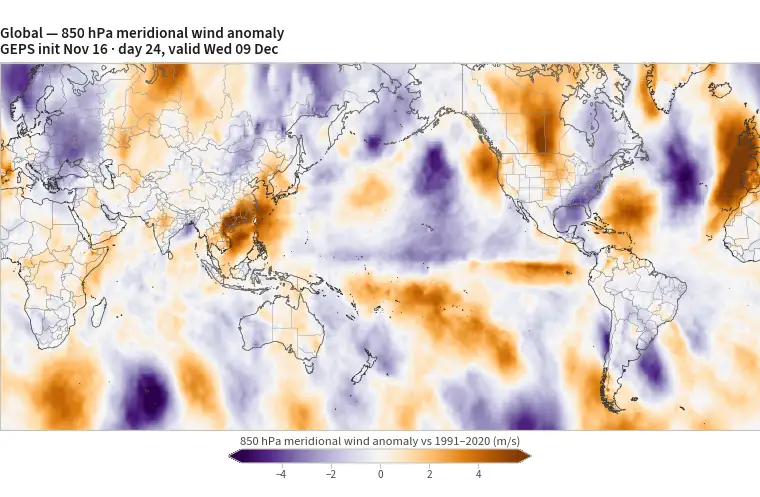 Global — 850 hPa meridional wind anomaly
GEPS init Nov 16 · day 24, valid Wed 09 Dec
850 hPa meridional wind anomaly vs 1991–2020 (m/s)
−4 −2 0 2 4